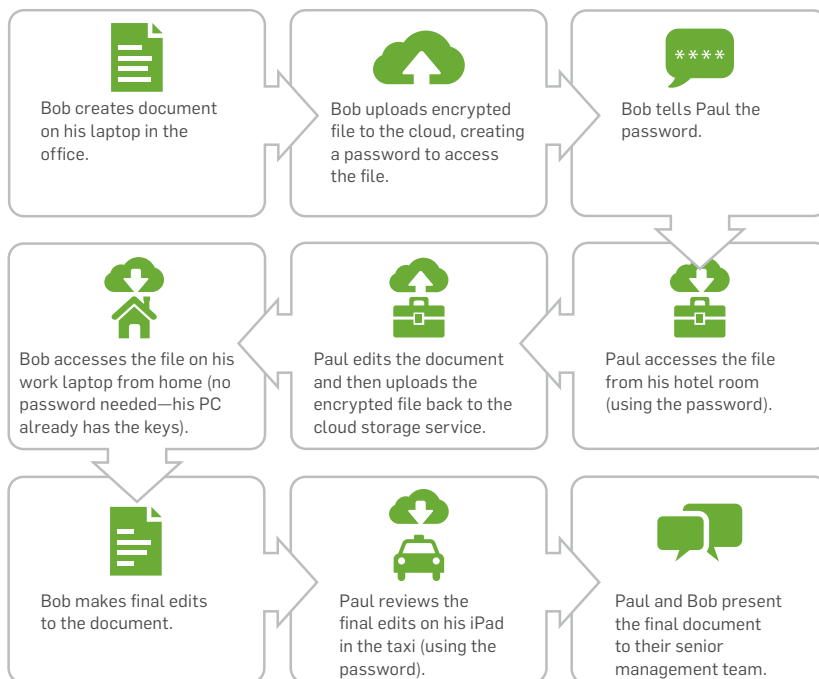 Bob creates document
on his laptop in the
office.
Bob uploads encrypted
file to the cloud, creating
a password to access
the file.
****
Bob tells Paul the
password.
Paul accesses the file
from his hotel room
(using the password).
Paul edits the document
and then uploads the
encrypted file back to the
cloud storage service.
Bob accesses the file on his
work laptop from home (no
password needed—his PC
already has the keys).
Bob makes final edits
to the document.
Paul reviews the
final edits on his iPad
in the taxi (using the
password).
Paul and Bob present
the final document
to their senior
management team.